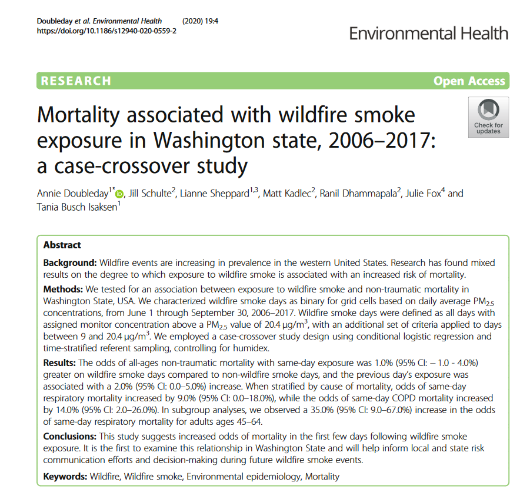 Doubleday et al. Environmental Health (2020) 19:4
https://doi.org/10.1186/s12940-020-0559-2
Environmental Health
RESEARCH Open Access
Mortality associated with wildfire smoke
exposure in Washington state, 2006–2017:
a case-crossover study
Check for
updates
Annie Doubleday1*, Jill Schulte2, Lianne Sheppard1,3, Matt Kadlec2, Ranil Dhammapala2, Julie Fox4 and
Tania Busch Isaksen1
Abstract
Background: Wildfire events are increasing in prevalence in the western United States. Research has found mixed
results on the degree to which exposure to wildfire smoke is associated with an increased risk of mortality.
Methods: We tested for an association between exposure to wildfire smoke and non-traumatic mortality in
Washington State, USA. We characterized wildfire smoke days as binary for grid cells based on daily average PM2.5
concentrations, from June 1 through September 30, 2006–2017. Wildfire smoke days were defined as all days with
assigned monitor concentration above a PM2.5 value of 20.4 μg/m3, with an additional set of criteria applied to days
between 9 and 20.4 μg/m3. We employed a case-crossover study design using conditional logistic regression and
time-stratified referent sampling, controlling for humidex.
Results: The odds of all-ages non-traumatic mortality with same-day exposure was 1.0% (95% CI: − 1.0 - 4.0%)
greater on wildfire smoke days compared to non-wildfire smoke days, and the previous day's exposure was
associated with a 2.0% (95% CI: 0.0–5.0%) increase. When stratified by cause of mortality, odds of same-day
respiratory mortality increased by 9.0% (95% CI: 0.0–18.0%), while the odds of same-day COPD mortality increased
by 14.0% (95% CI: 2.0–26.0%). In subgroup analyses, we observed a 35.0% (95% CI: 9.0–67.0%) increase in the odds
of same-day respiratory mortality for adults ages 45–64.
Conclusions: This study suggests increased odds of mortality in the first few days following wildfire smoke
exposure. It is the first to examine this relationship in Washington State and will help inform local and state risk
communication efforts and decision-making during future wildfire smoke events.
Keywords: Wildfire, Wildfire smoke, Environmental epidemiology, Mortality